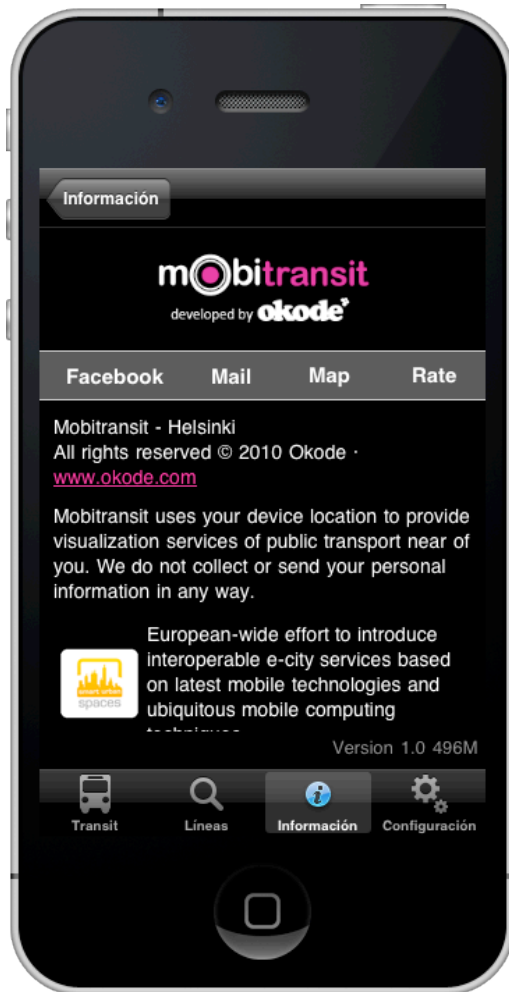 Información
mobitransit
developed by okode
Facebook Mail Map Rate
Mobitransit - Helsinki
All rights reserved © 2010 Okode ·
www.okode.com
Mobitransit uses your device location to provide
visualization services of public transport near of
you. We do not collect or send your personal
information in any way.
European-wide effort to introduce
interoperable e-city services based
on latest mobile technologies and
ubiquitous mobile computing
smart urban
spaces
Version 1.0 496M
Transit Líneas Información Configuración